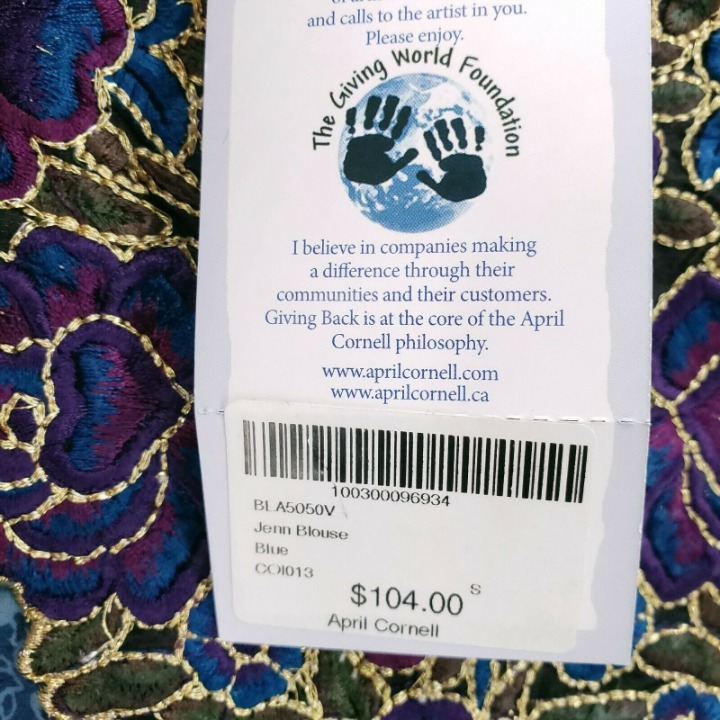 and calls to the artist in you.
Please enjoy.
The Giving World Foundation
I believe in companies making
a difference through their
communities and their customers.
Giving Back is at the core of the April
Cornell philosophy.
www.aprilcornell.com
www.aprilcornell.ca
100300096934
BLA5050V
Jenn Blouse
Blue
S
$104.00
April Cornell